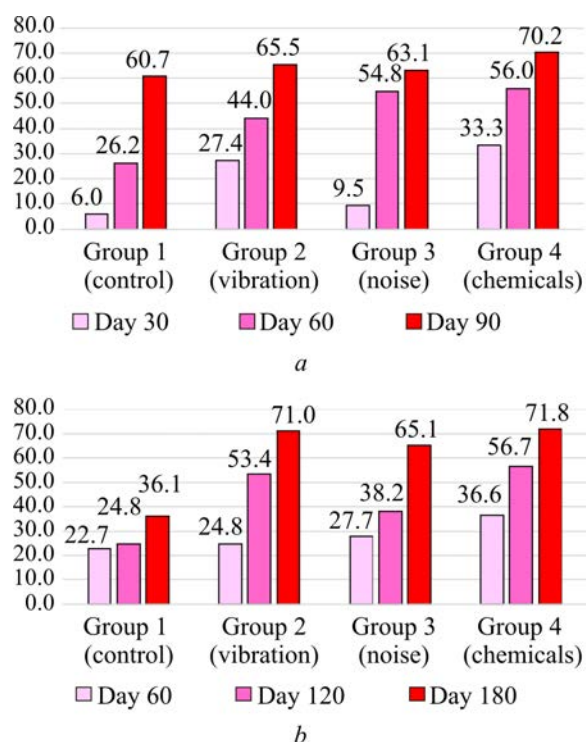 80.0
70.0
60.0
50.0
40.0
30.0
20.0
10.0
0.0
6.0 26.2 60.7
27.4 44.0 65.5
9.5 54.8 63.1
33.3 56.0 70.2
Group 1 Group 2 Group 3 Group 4
(control) (vibration) (noise) (chemicals)
Day 30 Day 60 Day 90
a
80.0
70.0
60.0
50.0
40.0
30.0
20.0
10.0
0.0
22.7 24.8 36.1
24.8 53.4 71.0
27.7 38.2 65.1
36.6 56.7 71.8
Group 1 Group 2 Group 3 Group 4
(control) (vibration) (noise) (chemicals)
Day 60 Day 120 Day 180
b